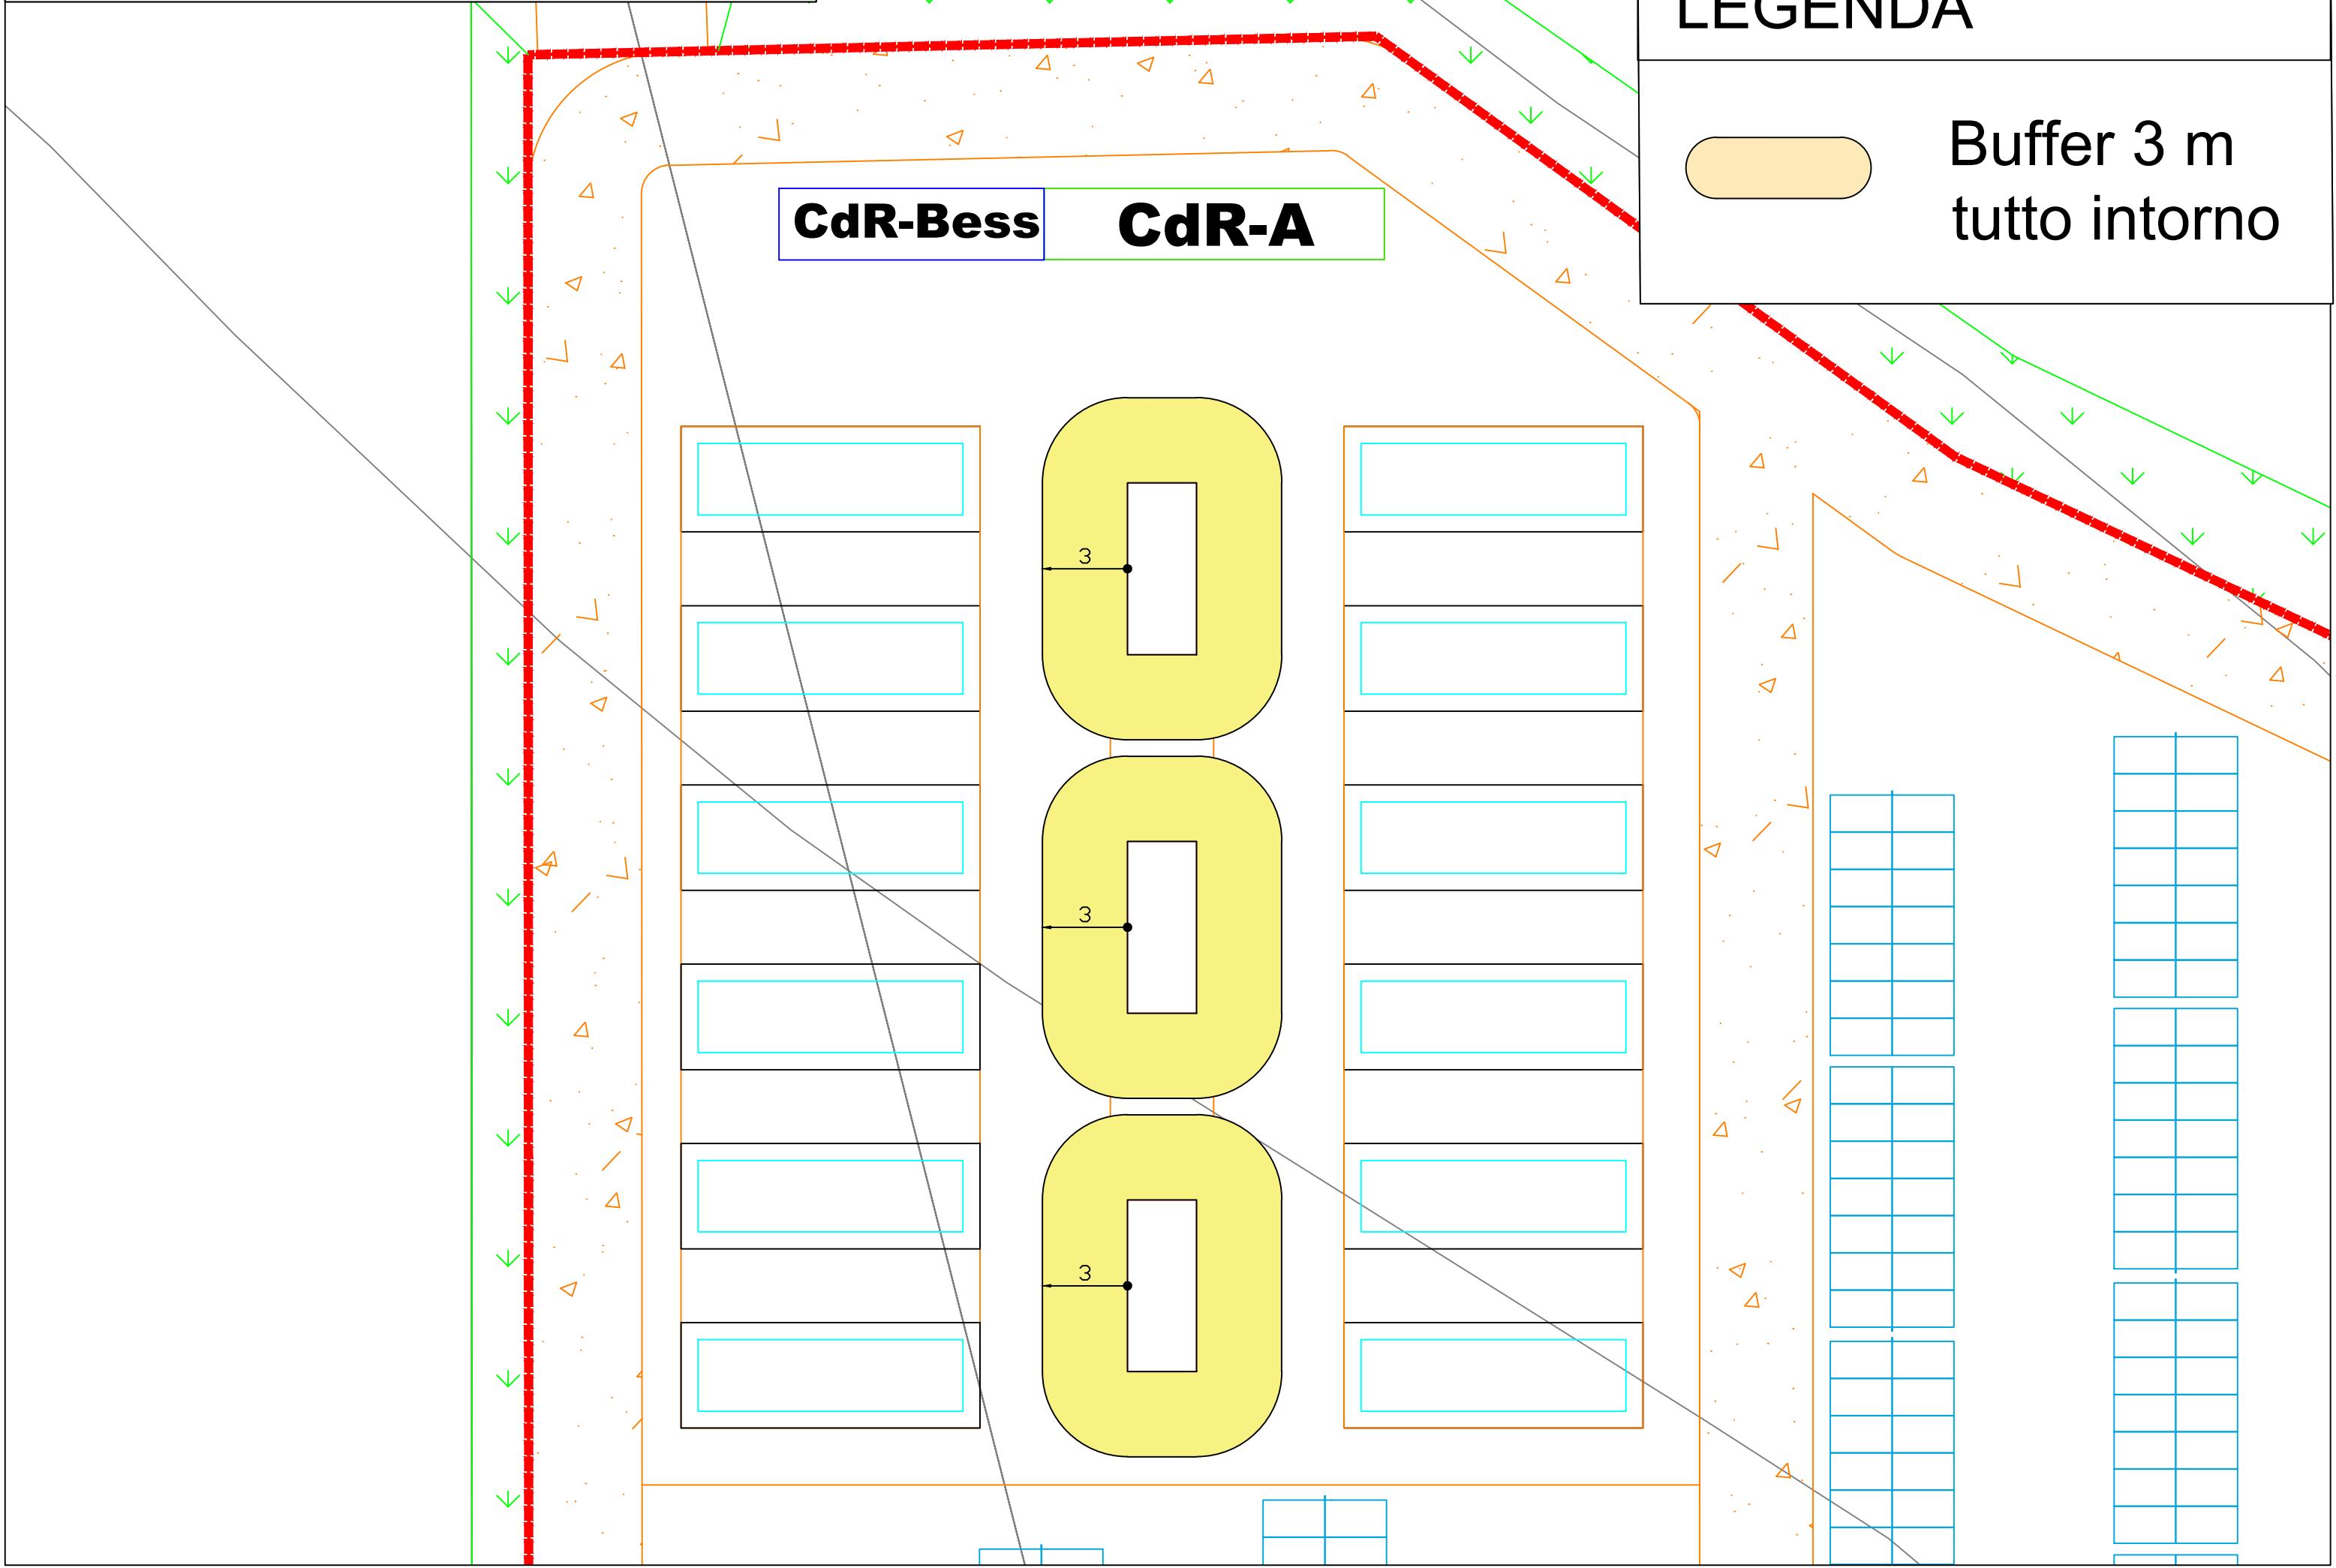 LEGENDA
Buffer 3 m
tutto intorno
CdR-Bess
CdR-A
3
3
3